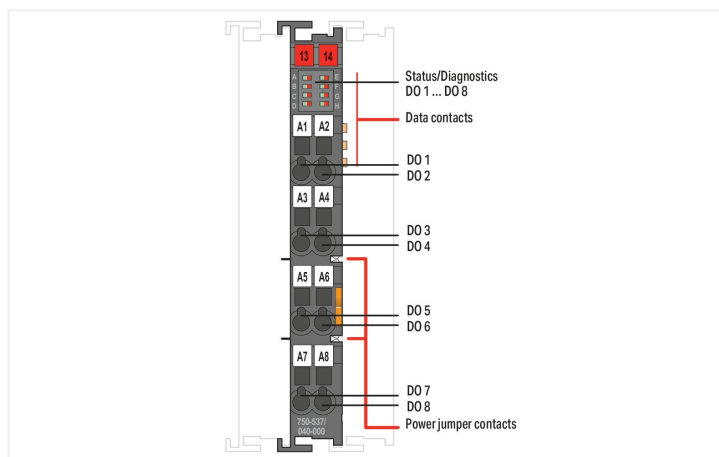 13 14
A E
B F
C G
D H
Status/Diagnostics
DO 1 ... DO 8
Data contacts
A1 A2
DO 1
DO 2
A3 A4
DO 3
DO 4
A5 A6
DO 5
DO 6
A7 A8
DO 7
DO 8
750-537/
040-000
Power jumper contacts